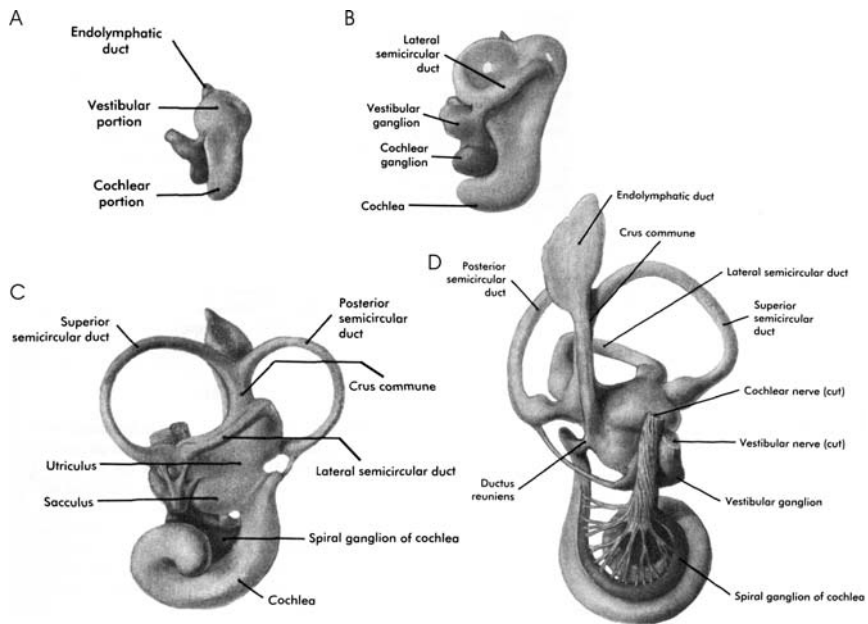 A
Endolymphatic
duct
Vestibular
portion
Cochlear
portion
B
Lateral
semicircular
duct
Vestibular
ganglion
Cochlear
ganglion
Cochlea
C
Superior
semicircular duct
Posterior
semicircular
duct
Crus commune
Utriculus
Lateral semicircular duct
Sacculus
Spiral ganglion of cochlea
Cochlea
D
Endolymphatic duct
Crus commune
Posterior
semicircular
duct
Lateral semicircular duct
Superior
semicircular
duct
Cochlear nerve (cut)
Vestibular nerve (cut)
Ductus
reuniens
Vestibular ganglion
Spiral ganglion of cochlea